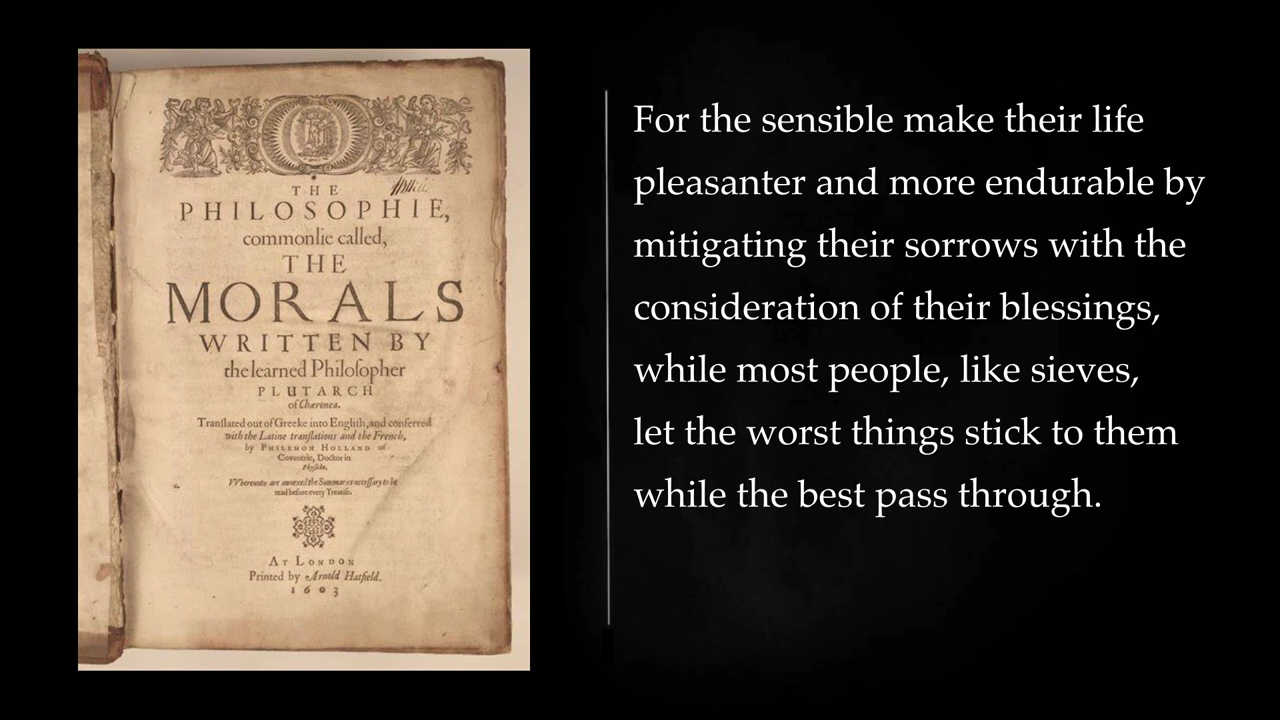 THE
PHILOSOPHIE,
commonlie called,
THE
MORALS
WRITTEN BY
the learned Philoſopher
PLUTARCH
of Chæronea.
Tranſlated out of Greeke into Engliſh, and conferred
with the Latine tranſlations and the French,
by PHILEMON HOLLAND of
Coventrie, Doctor in
Phyſicke.
VVhereunto are annexed the Summaries neceſſary to be
read before every Treatiſe.
AT LONDON
Printed by Arnold Hatfield.
1603
For the sensible make their life
pleasanter and more endurable by
mitigating their sorrows with the
consideration of their blessings,
while most people, like sieves,
let the worst things stick to them
while the best pass through.